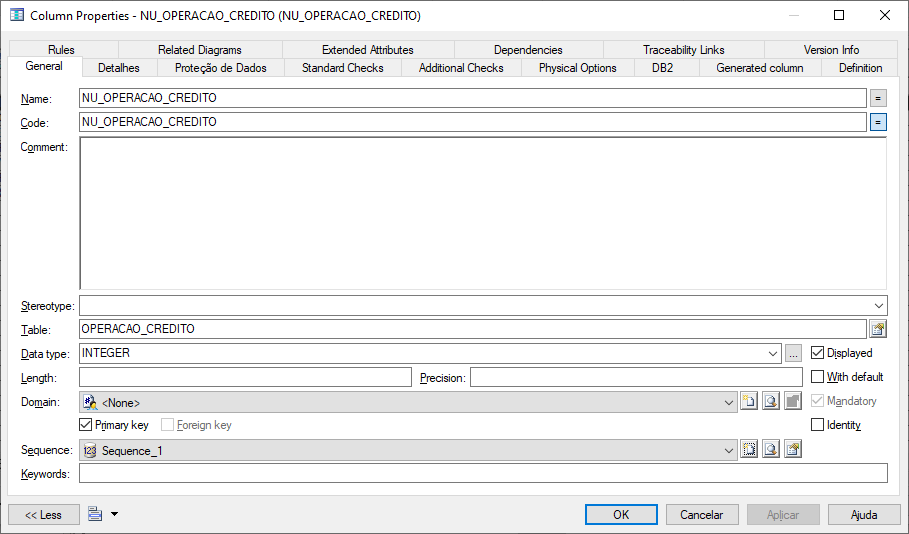 Column Properties - NU_OPERACAO_CREDITO (NU_OPERACAO_CREDITO)
Rules Related Diagrams Extended Attributes Dependencies Traceability Links Version Info
General Detalhes Proteção de Dados Standard Checks Additional Checks Physical Options DB2 Generated column Definition
Name: NU_OPERACAO_CREDITO =
Code: NU_OPERACAO_CREDITO =
Comment:
Stereotype:
Table: OPERACAO_CREDITO
Data type: INTEGER ... Displayed
Length: Precision: With default
Domain: <None> Mandatory
Primary key Foreign key Identity
Sequence: 123 Sequence_1
Keywords:
<< Less OK Cancelar Aplicar Ajuda